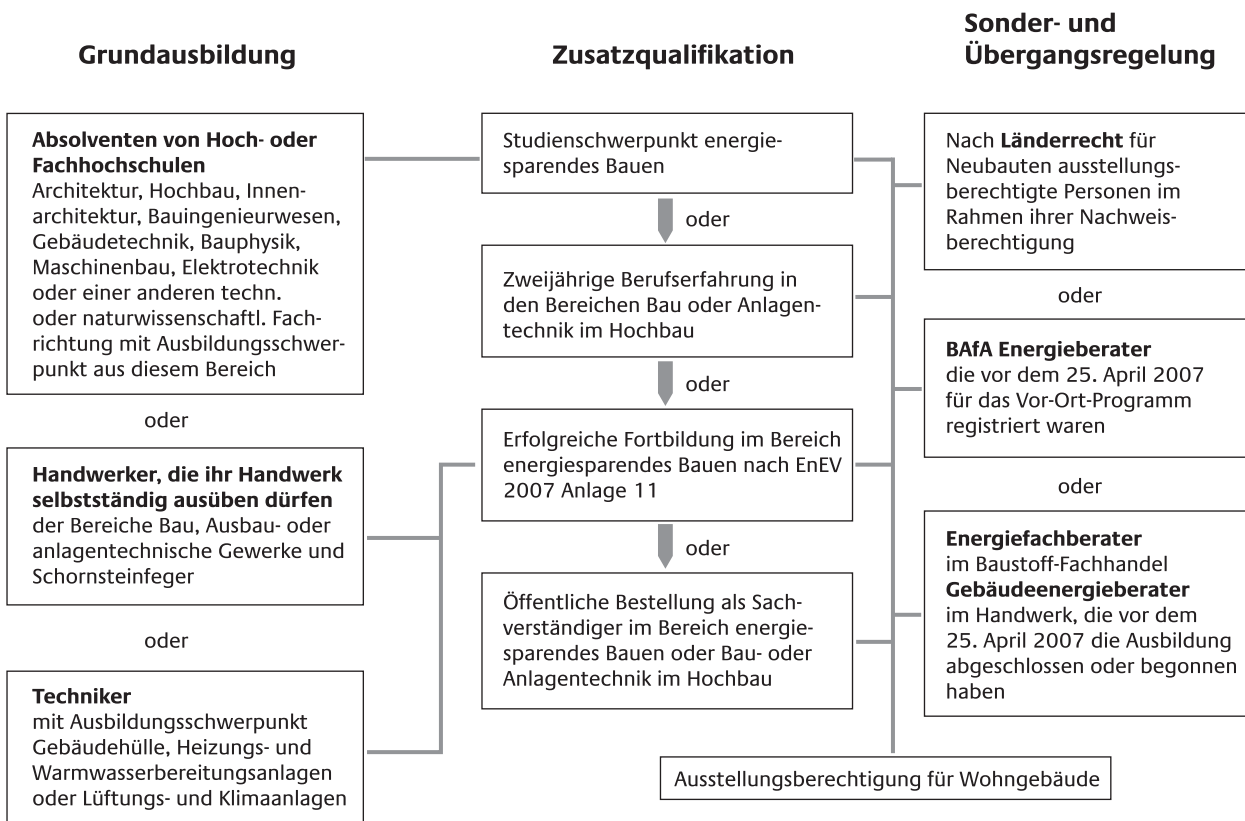 Grundausbildung
Absolventen von Hoch- oder
Fachhochschulen
Architektur, Hochbau, Innen-
architektur, Bauingenieurwesen,
Gebäudetechnik, Bauphysik,
Maschinenbau, Elektrotechnik
oder einer anderen techn.
oder naturwissenschaftl. Fach-
richtung mit Ausbildungsschwer-
punkt aus diesem Bereich
oder
Handwerker, die ihr Handwerk
selbstständig ausüben dürfen
der Bereiche Bau, Ausbau- oder
anlagentechnische Gewerke und
Schornsteinfeger
oder
Techniker
mit Ausbildungsschwerpunkt
Gebäudehülle, Heizungs- und
Warmwasserbereitungsanlagen
oder Lüftungs- und Klimaanlagen
Zusatzqualifikation
Studienschwerpunkt energie-
sparendes Bauen
oder
Zweijährige Berufserfahrung in
den Bereichen Bau oder Anlagen-
technik im Hochbau
oder
Erfolgreiche Fortbildung im Bereich
energiesparendes Bauen nach EnEV
2007 Anlage 11
oder
Öffentliche Bestellung als Sach-
verständiger im Bereich energie-
sparendes Bauen oder Bau- oder
Anlagentechnik im Hochbau
Sonder- und
Übergangsregelung
Nach Länderrecht für
Neubauten ausstellungs-
berechtigte Personen im
Rahmen ihrer Nachweis-
berechtigung
oder
BAfA Energieberater
die vor dem 25. April 2007
für das Vor-Ort-Programm
registriert waren
oder
Energiefachberater
im Baustoff-Fachhandel
Gebäudeenergieberater
im Handwerk, die vor dem
25. April 2007 die Ausbildung
abgeschlossen oder begonnen
haben
Ausstellungsberechtigung für Wohngebäude